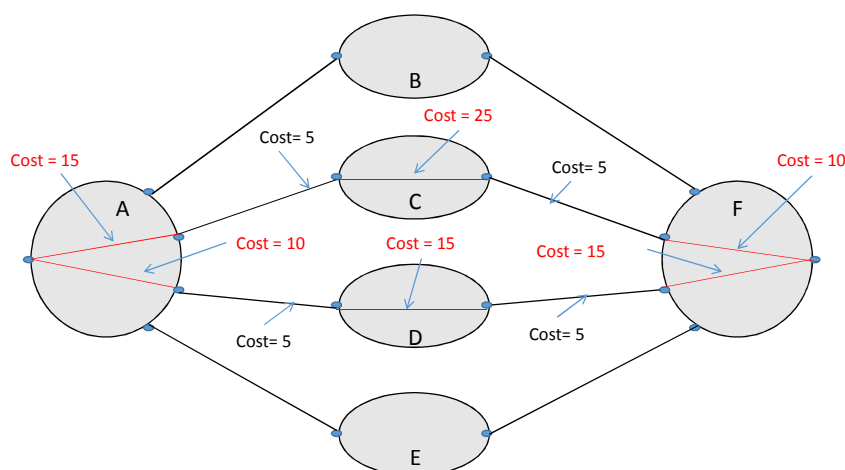 B
Cost = 25
Cost= 5
Cost = 15
Cost= 5
Cost = 10
A
C
F
Cost = 10
Cost = 15
Cost = 15
D
Cost= 5
Cost= 5
E